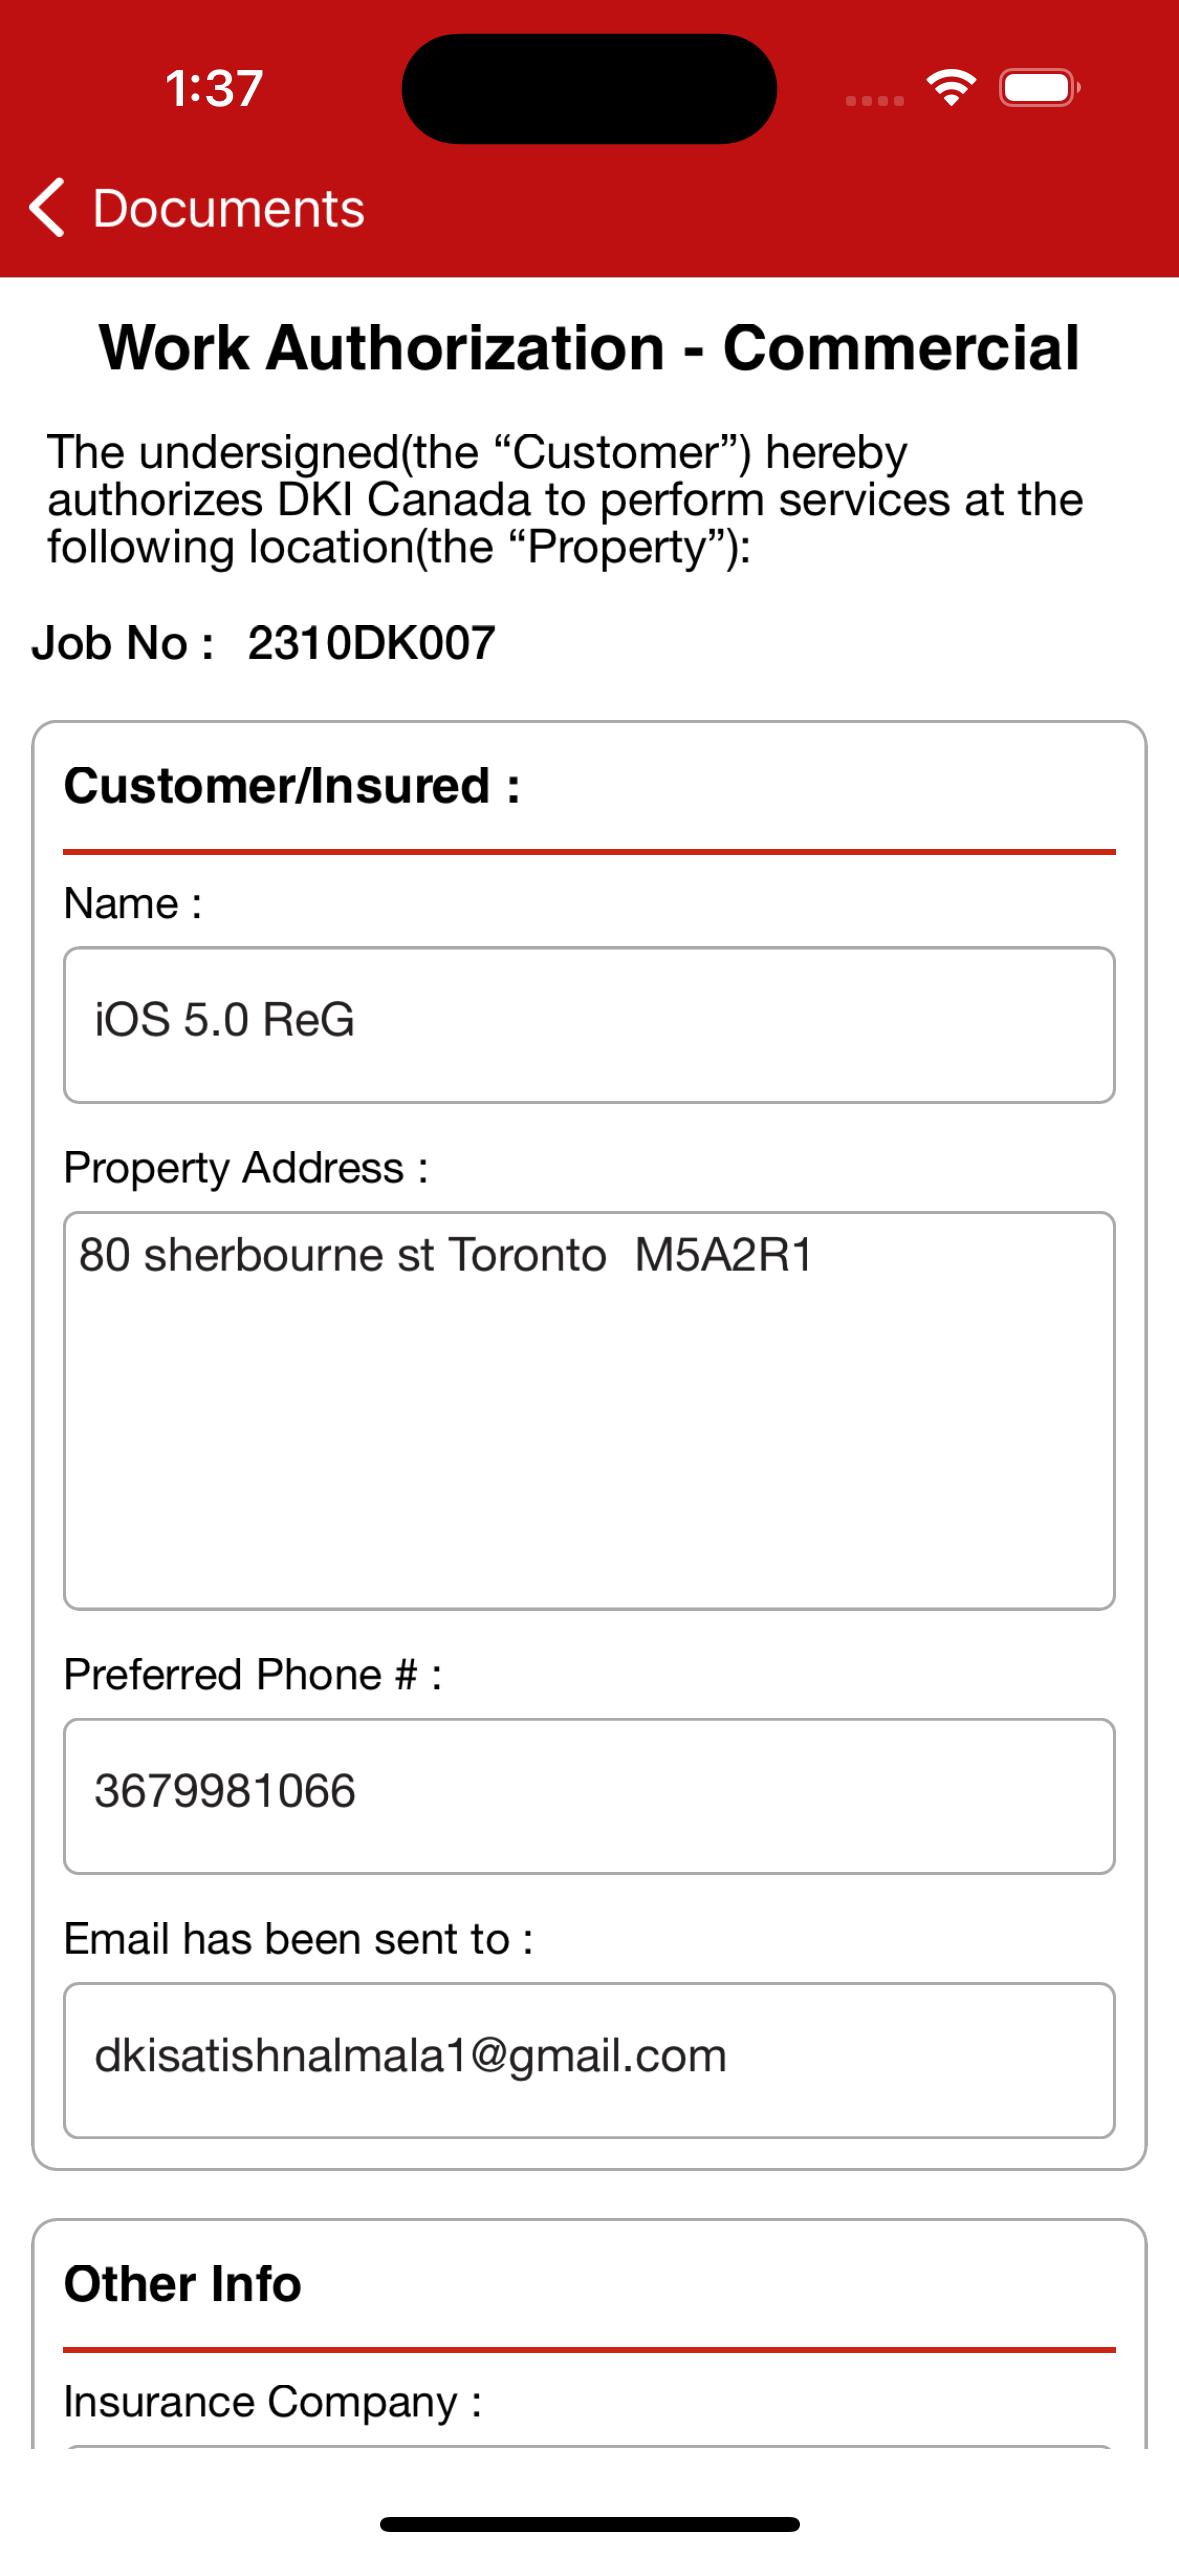 1:37
Documents
Work Authorization - Commercial
The undersigned(the “Customer”) hereby
authorizes DKI Canada to perform services at the
following location(the “Property”):
Job No : 2310DK007
Customer/Insured :
Name :
iOS 5.0 ReG
Property Address :
80 sherbourne st Toronto  M5A2R1
Preferred Phone # :
3679981066
Email has been sent to :
dkisatishnalmala1@gmail.com
Other Info
Insurance Company :